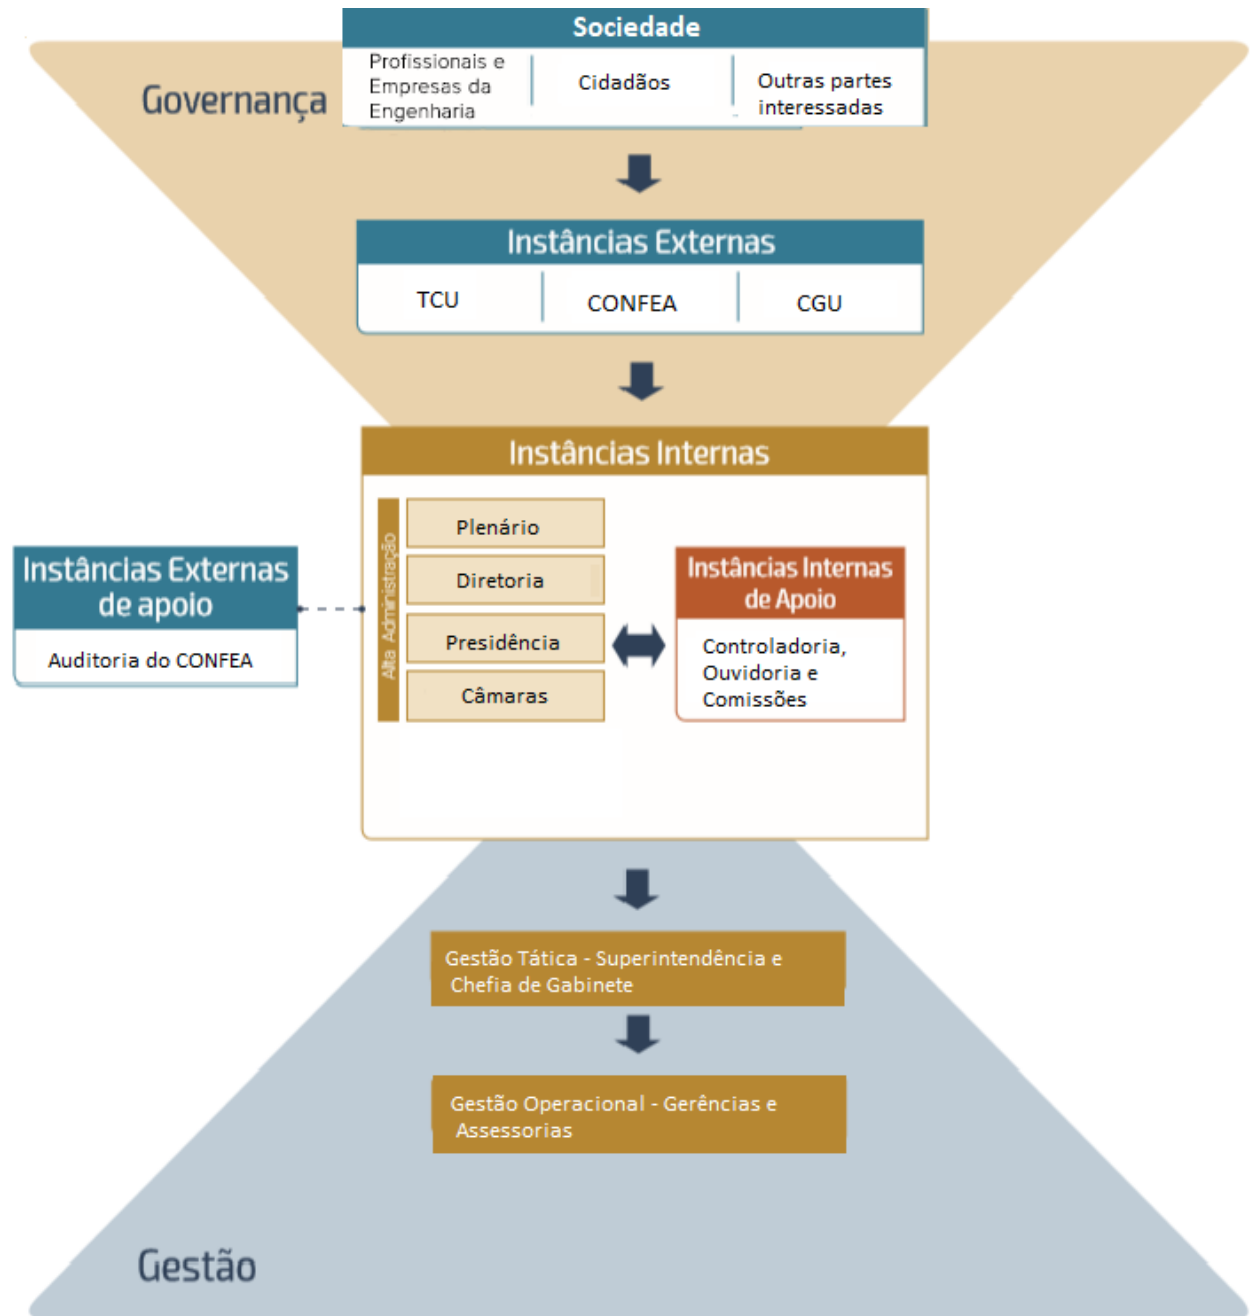 Sociedade
Governança
Profissionais e
Empresas da
Engenharia
Cidadãos
Outras partes
interessadas
Instâncias Externas
TCU
CONFEA
CGU
Instâncias Internas
Alta Administração
Plenário
Diretoria
Presidência
Câmaras
Instâncias Internas
de Apoio
Controladoria,
Ouvidoria e
Comissões
Instâncias Externas
de apoio
Auditoria do CONFEA
Gestão Tática - Superintendência e
Chefia de Gabinete
Gestão Operacional - Gerências e
Assessorias
Gestão